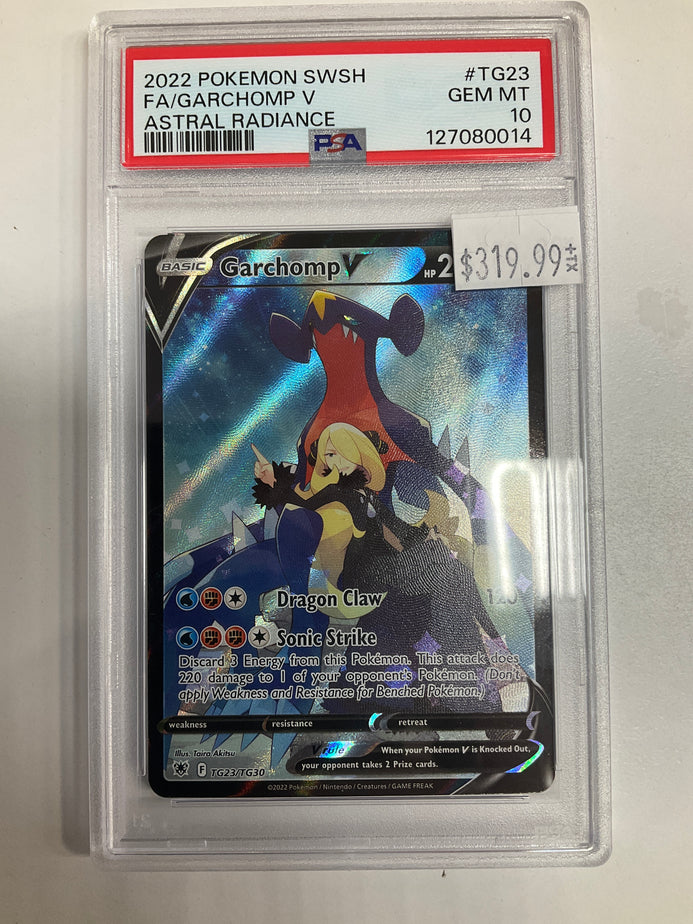 2022 POKEMON SWSH #TG23
FA/GARCHOMP V GEM MT
ASTRAL RADIANCE 10
PSA 127080014
$319.99 +TX
BASIC Garchomp V HP 2
Dragon Claw 120
Sonic Strike
Discard 3 Energy from this Pokémon. This attack does
220 damage to 1 of your opponent's Pokémon. (Don't
apply Weakness and Resistance for Benched Pokémon.)
weakness resistance retreat
Illus. Taira Akitsu V rule When your Pokémon V is Knocked Out,
your opponent takes 2 Prize cards.
F TG23/TG30
©2022 Pokémon / Nintendo / Creatures / GAME FREAK